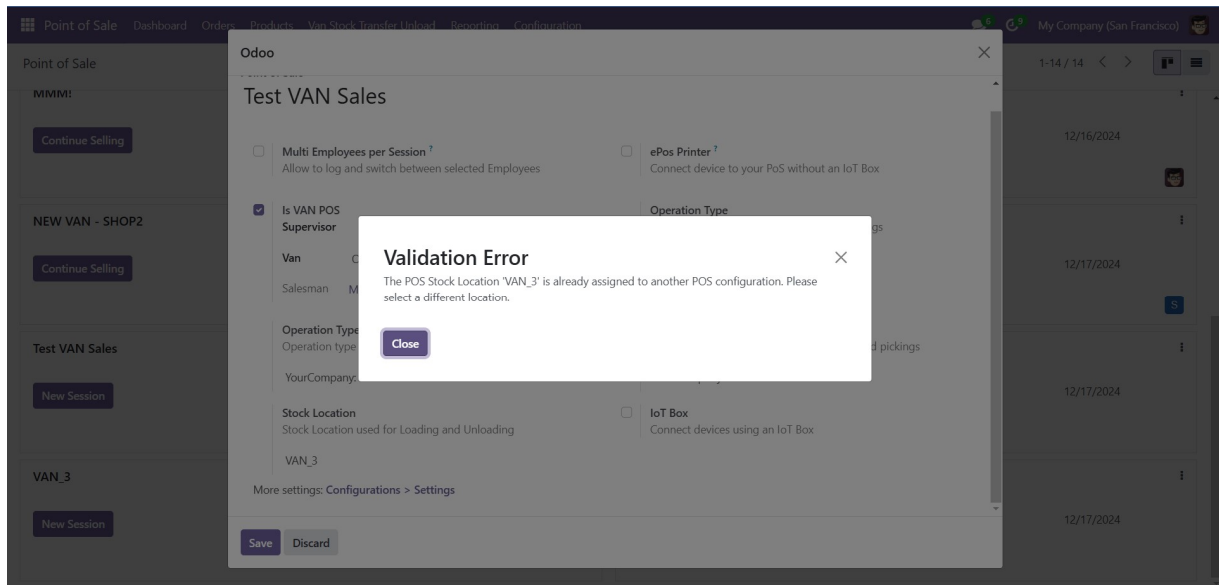 Point of Sale Dashboard Orders Products Van Stock Transfer Unload Reporting Configuration 6 9 My Company (San Francisco)
Odoo
Point of Sale 1-14 / 14
MMM!
Test VAN Sales
Continue Selling 12/16/2024
Multi Employees per Session ? ePos Printer ?
Allow to log and switch between selected Employees Connect device to your PoS without an IoT Box
NEW VAN - SHOP2
Is VAN POS Operation Type
Supervisor
Validation Error
The POS Stock Location 'VAN_3' is already assigned to another POS configuration. Please
select a different location.
Close
Van
Continue Selling 12/17/2024
Salesman M
S
Operation Type
Test VAN Sales
Operation type d pickings
YourCompany:
New Session 12/17/2024
Stock Location IoT Box
Stock Location used for Loading and Unloading Connect devices using an IoT Box
VAN_3
VAN_3
More settings: Configurations > Settings
New Session 12/17/2024
Save Discard